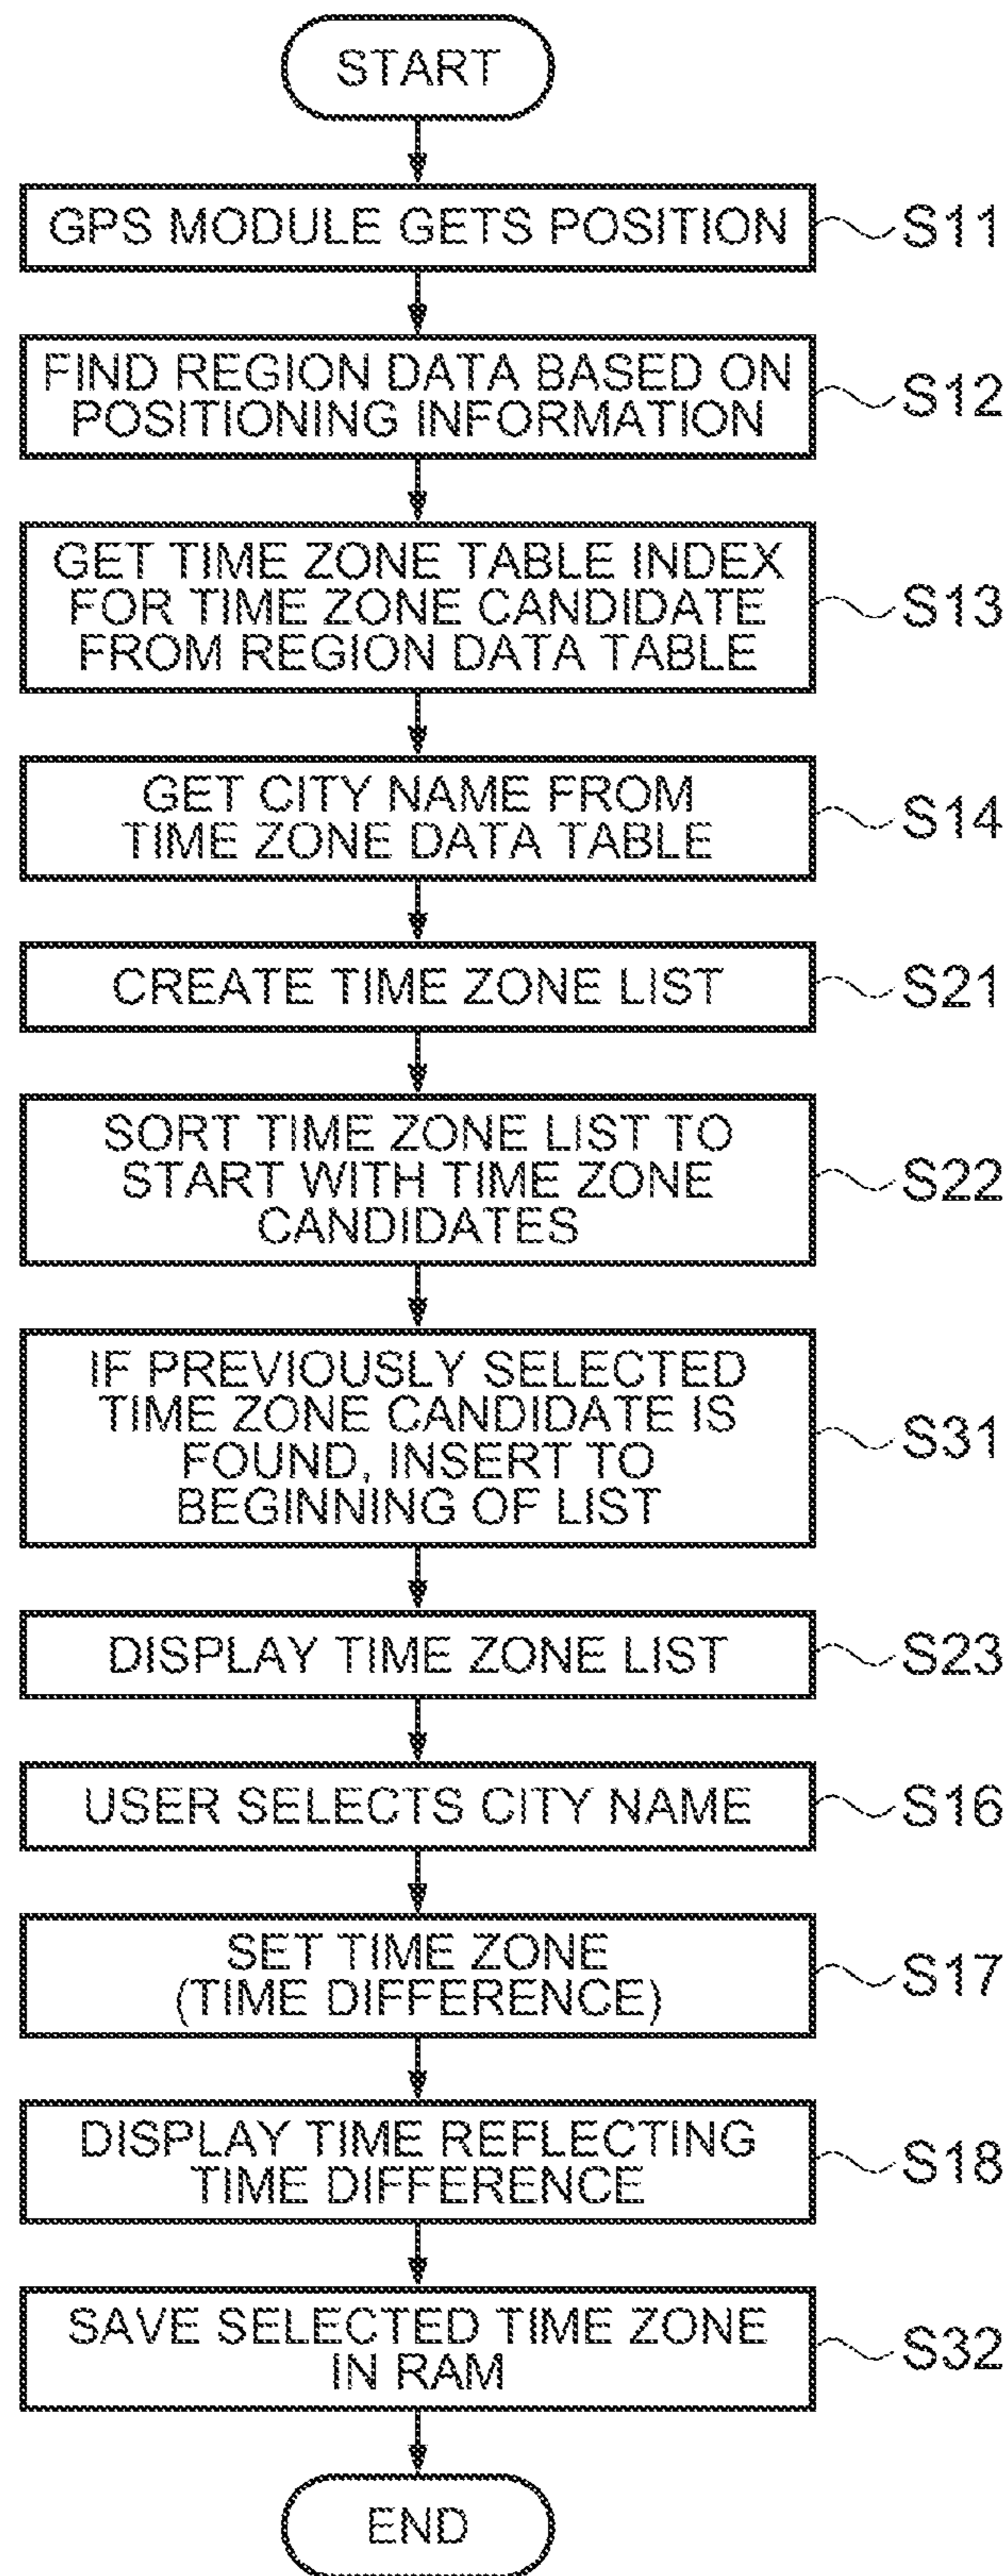 START
GPS MODULE GETS POSITION
S11
FIND REGION DATA BASED ON
POSITIONING INFORMATION
S12
GET TIME ZONE TABLE INDEX
FOR TIME ZONE CANDIDATE
FROM REGION DATA TABLE
S13
GET CITY NAME FROM
TIME ZONE DATA TABLE
S14
CREATE TIME ZONE LIST
S21
SORT TIME ZONE LIST TO
START WITH TIME ZONE
CANDIDATES
S22
IF PREVIOUSLY SELECTED
TIME ZONE CANDIDATE IS
FOUND, INSERT TO
BEGINNING OF LIST
S31
DISPLAY TIME ZONE LIST
S23
USER SELECTS CITY NAME
S16
SET TIME ZONE
(TIME DIFFERENCE)
S17
DISPLAY TIME REFLECTING
TIME DIFFERENCE
S18
SAVE SELECTED TIME ZONE
IN RAM
S32
END